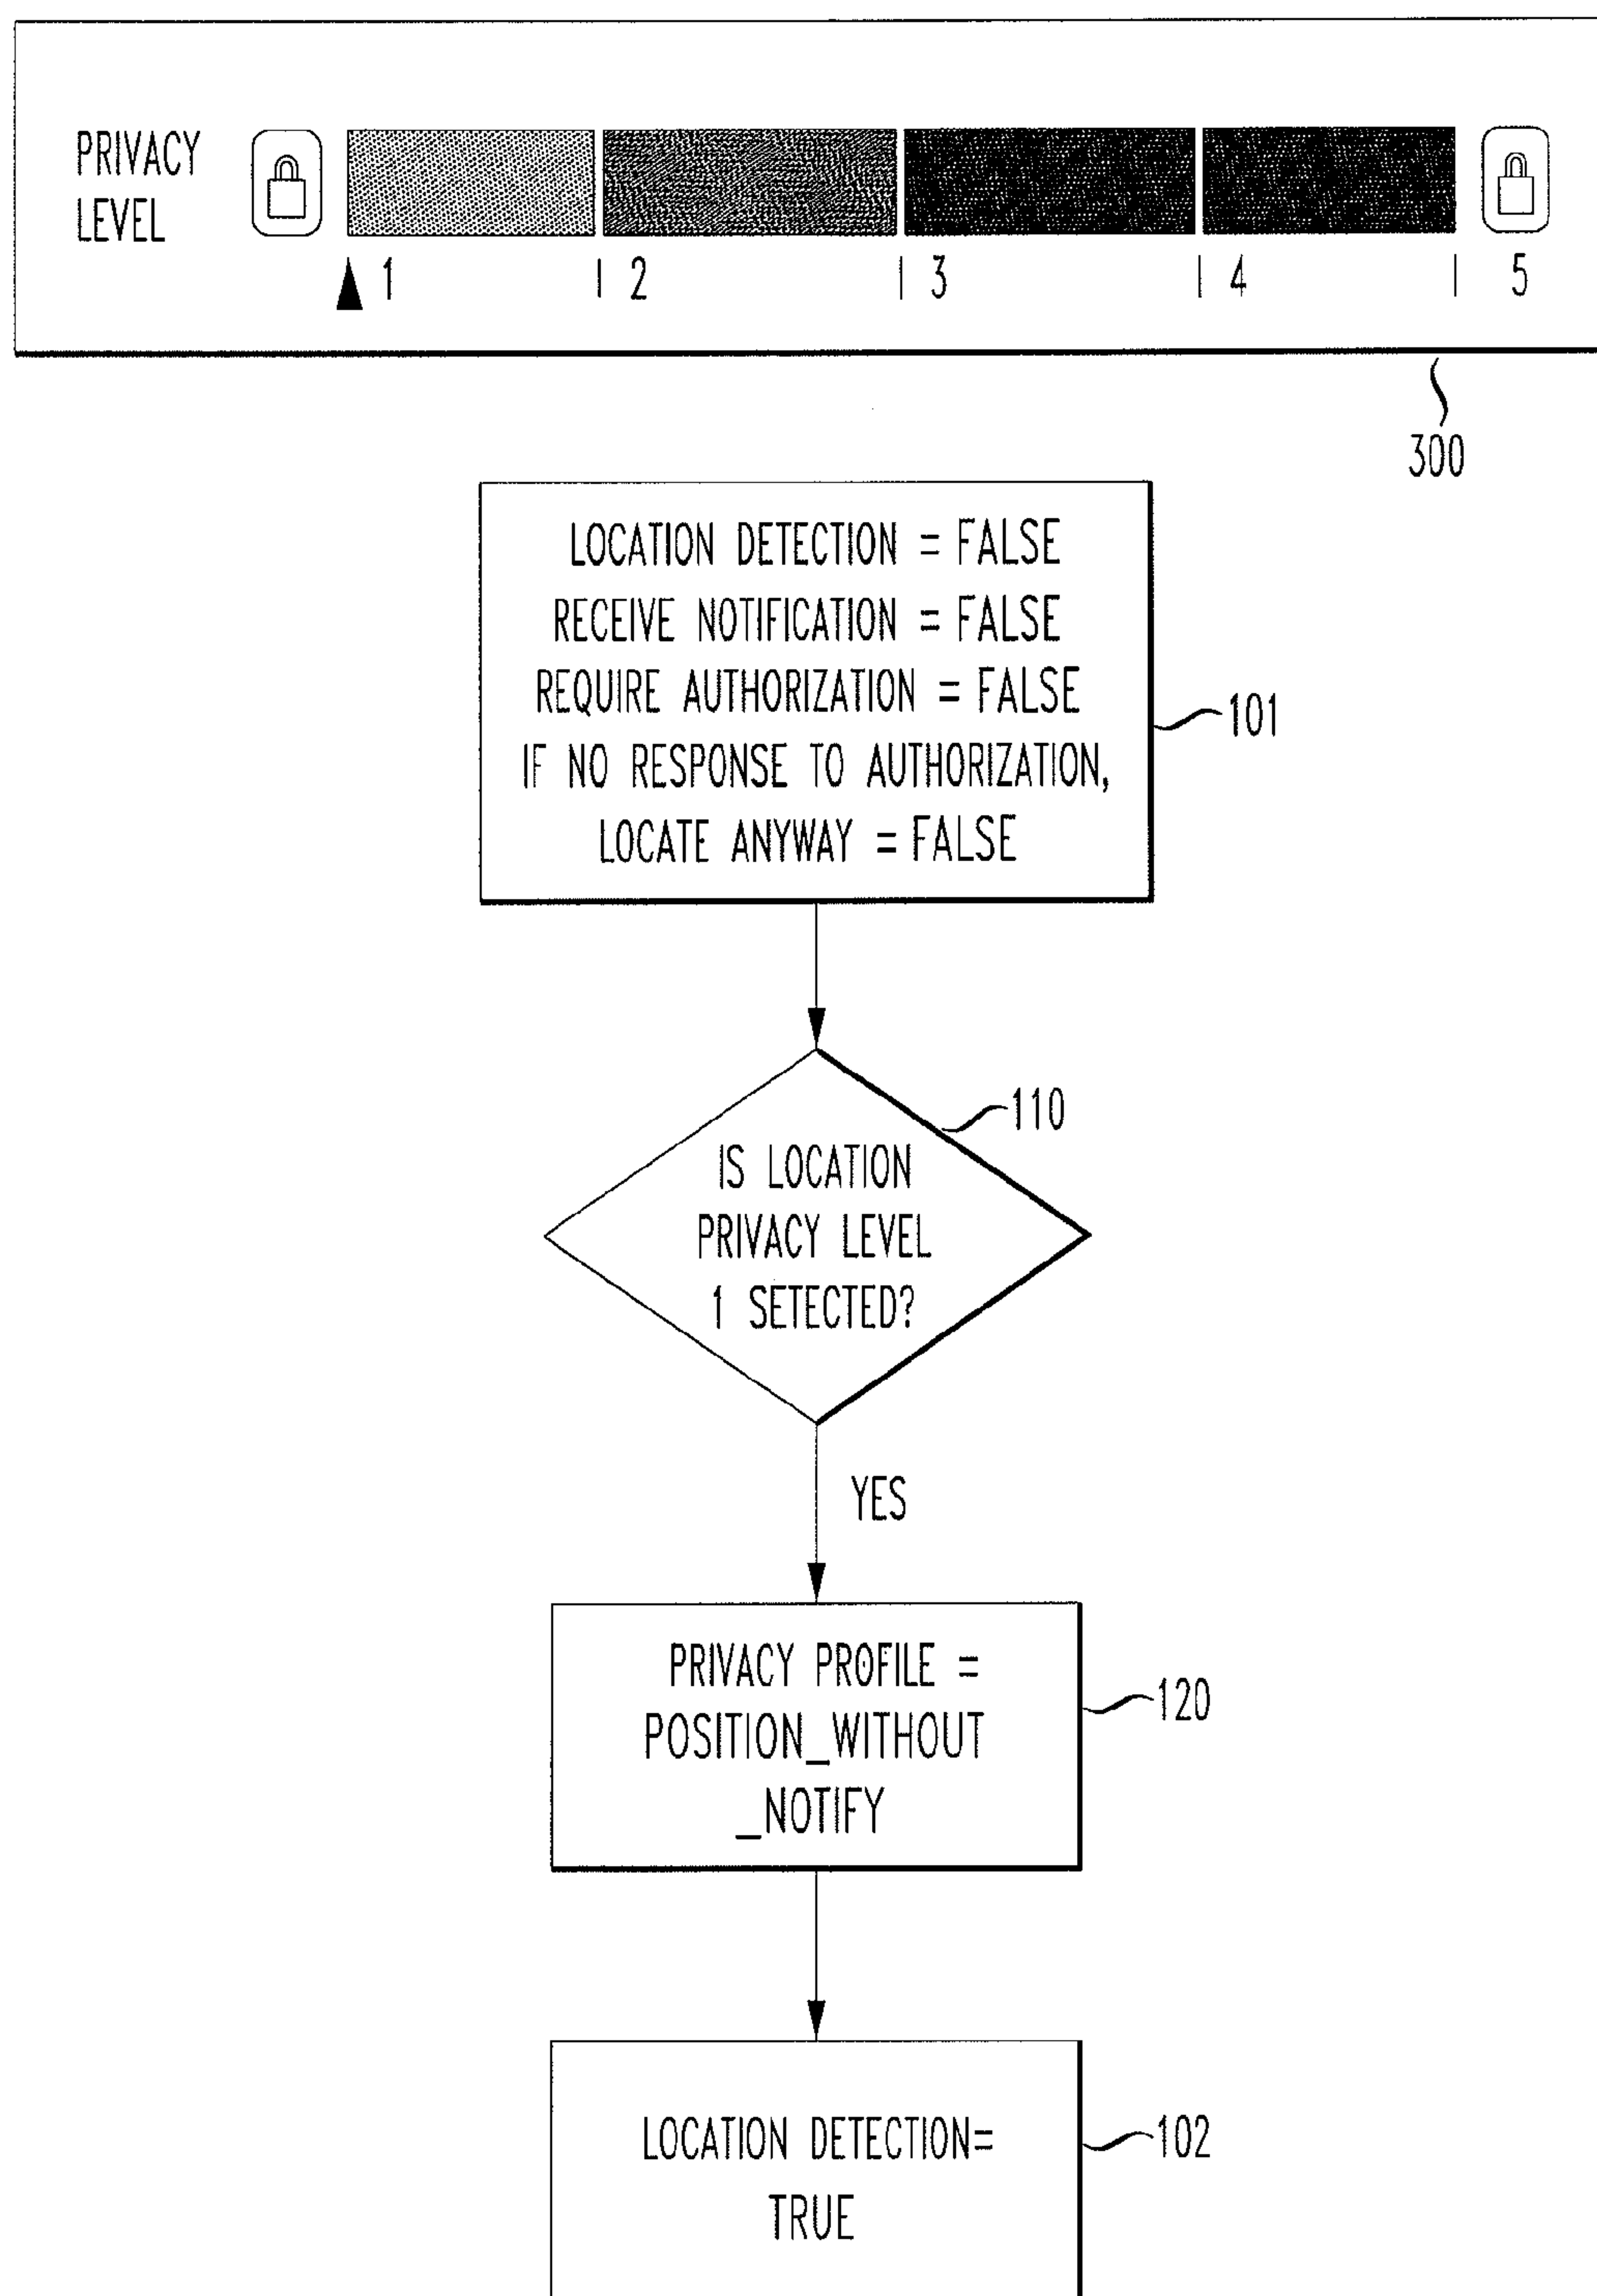 PRIVACY
LEVEL
1 | 2 | 3 | 4 | 5
300
LOCATION DETECTION = FALSE
RECEIVE NOTIFICATION = FALSE
REQUIRE AUTHORIZATION = FALSE
IF NO RESPONSE TO AUTHORIZATION,
LOCATE ANYWAY = FALSE
101
110
IS LOCATION
PRIVACY LEVEL
1 SETECTED?
YES
PRIVACY PROFILE =
POSITION_WITHOUT
_NOTIFY
120
LOCATION DETECTION=
TRUE
102